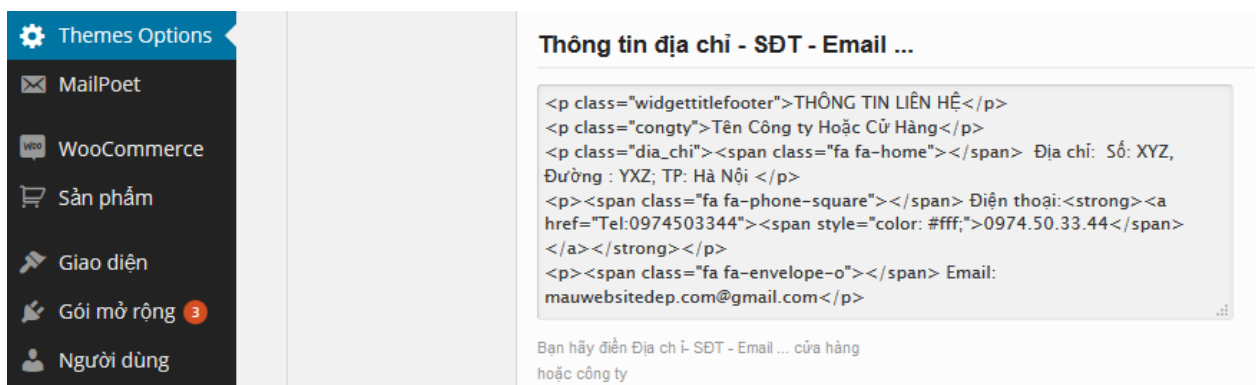 Themes Options
MailPoet
WOO WooCommerce
Sản phẩm
Giao diện
Gói mở rộng 3
Người dùng
Thông tin địa chỉ - SĐT - Email ...
<p class="widgettitlefooter">THÔNG TIN LIÊN HỆ</p>
<p class="congty">Tên Công ty Hoặc Cử Hàng</p>
<p class="dia_chi"><span class="fa fa-home"></span>  Địa chỉ:  Số: XYZ,
Đường : YXZ; TP: Hà Nội </p>
<p><span class="fa fa-phone-square"></span> Điện thoại:<strong><a
href="Tel:0974503344"><span style="color: #fff;">0974.50.33.44</span>
</a></strong></p>
<p><span class="fa fa-envelope-o"></span> Email:
mauwebsitedep.com@gmail.com</p>
Bạn hãy điền Địa ch ỉ- SĐT - Email ... cửa hàng
hoặc công ty